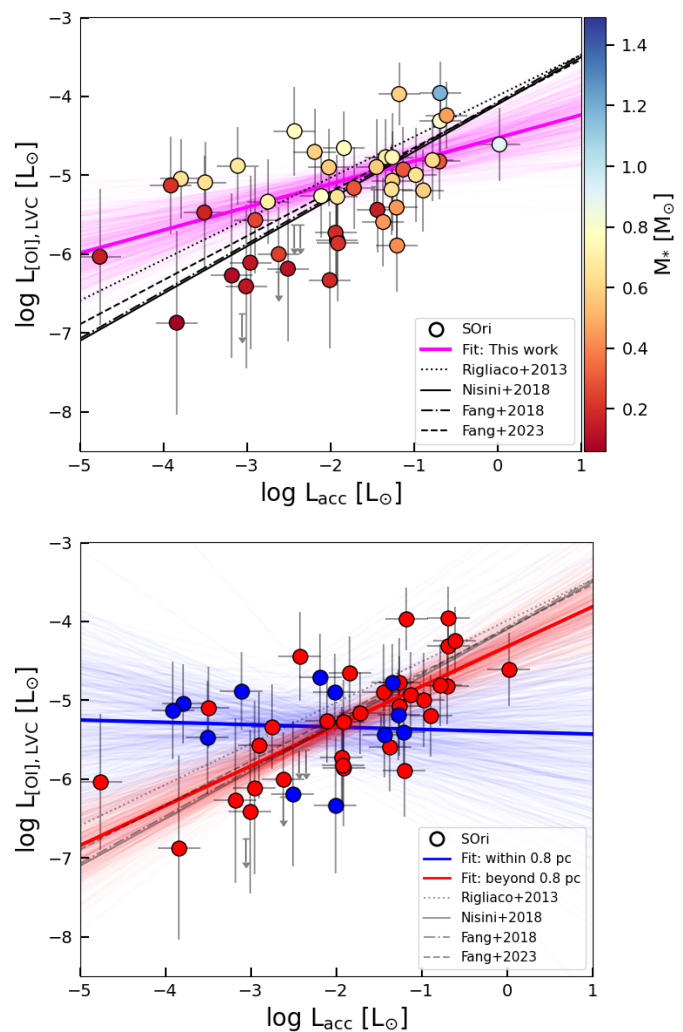 −3
−4
−5
−6
−7
−8
log L[OI], LVC [L⊙]
−5 −4 −3 −2 −1 0 1
log Lacc [L⊙]
SOri
Fit: This work
Rigliaco+2013
Nisini+2018
Fang+2018
Fang+2023
1.4
1.2
1.0
0.8
0.6
0.4
0.2
M* [M⊙]
−3
−4
−5
−6
−7
−8
log L[OI], LVC [L⊙]
−5 −4 −3 −2 −1 0 1
log Lacc [L⊙]
SOri
Fit: within 0.8 pc
Fit: beyond 0.8 pc
Rigliaco+2013
Nisini+2018
Fang+2018
Fang+2023